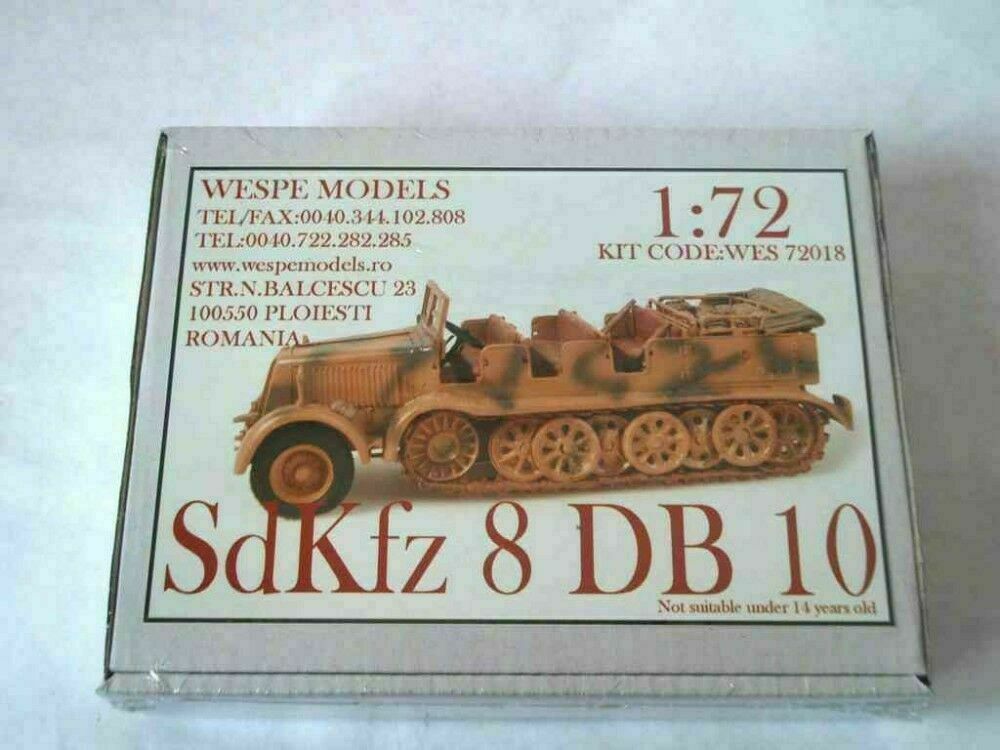 WESPE MODELS
TEL/FAX:0040.344.102.808
TEL:0040.722.282.285
www.wespemodels.ro
STR.N.BALCESCU 23
100550 PLOIESTI
ROMANIA
1:72
KIT CODE:WES 72018
SdKfz 8 DB 10
Not suitable under 14 years old